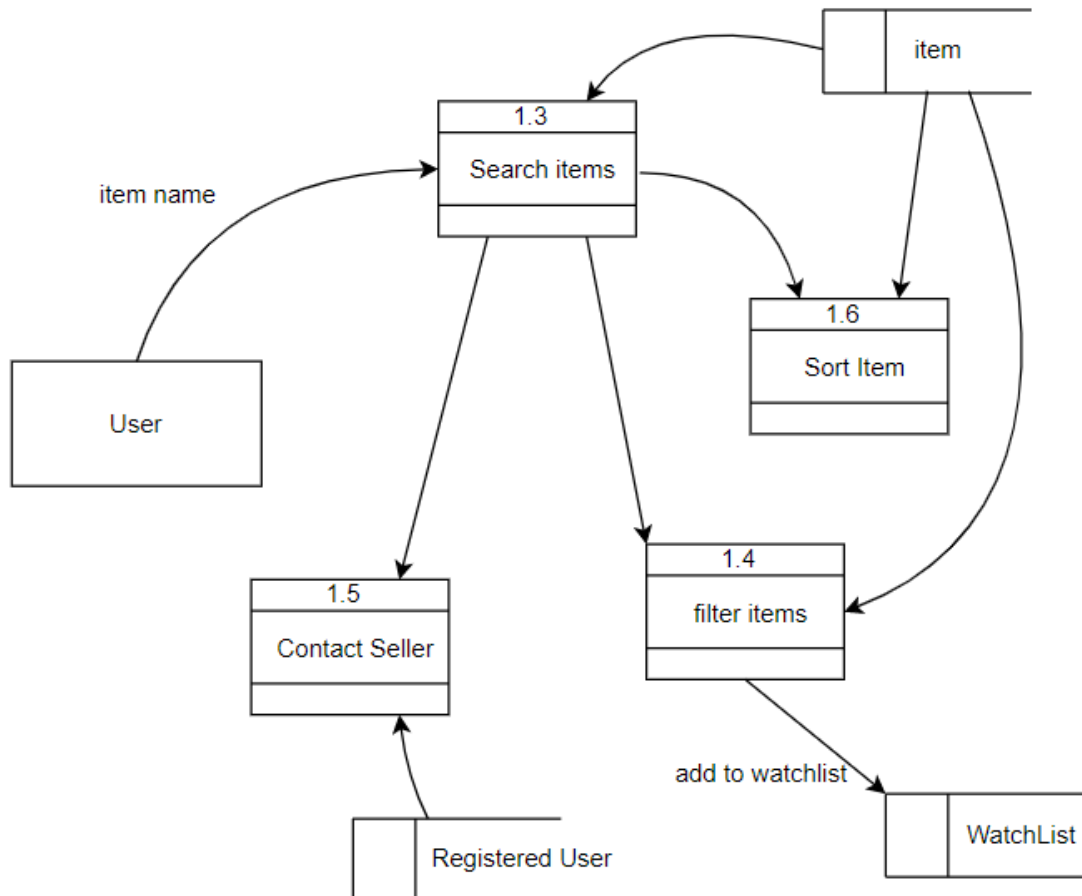 item
1.3
Search items
item name
1.6
Sort Item
User
1.4
filter items
1.5
Contact Seller
add to watchlist
WatchList
Registered User